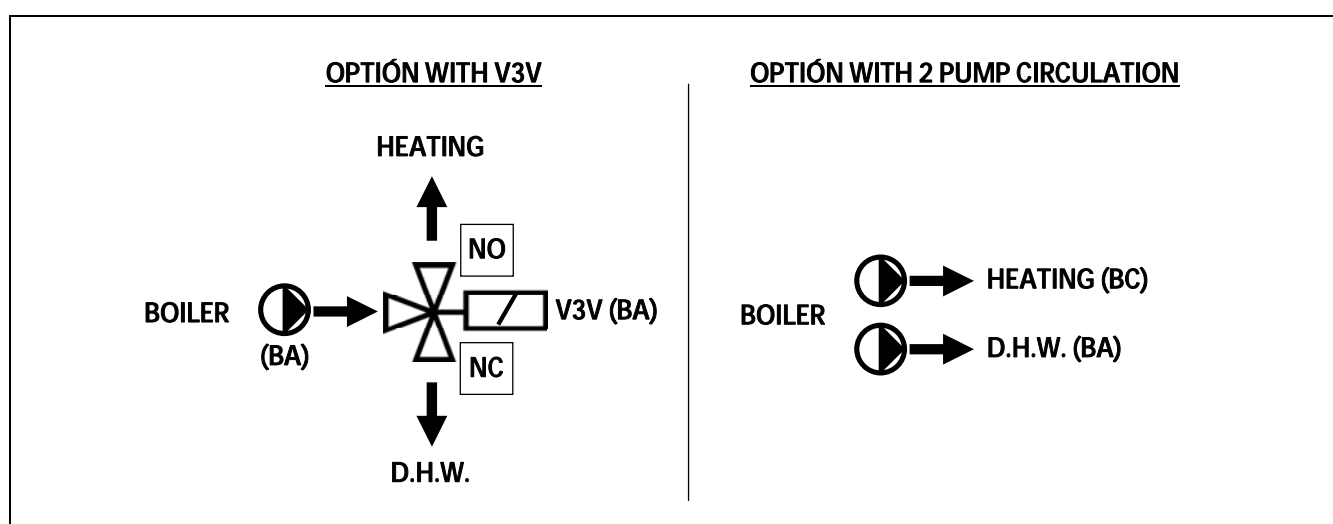 OPTIÓN WITH V3V
HEATING
NO
BOILER
V3V (BA)
(BA)
NC
D.H.W.
OPTIÓN WITH 2 PUMP CIRCULATION
HEATING (BC)
BOILER
D.H.W. (BA)